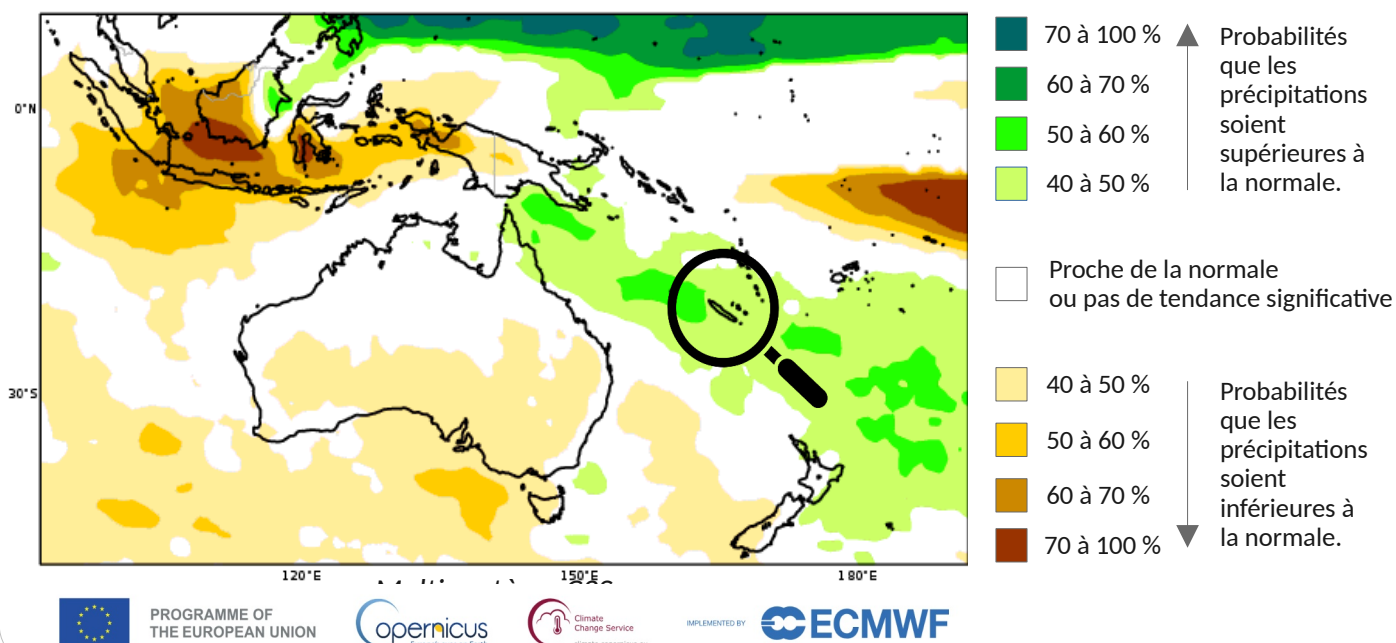 0°N
30°S
120°E
150°E
180°E
70 à 100 %
60 à 70 %
50 à 60 %
40 à 50 %
Probabilités
que les
précipitations
soient
supérieures à
la normale.
Proche de la normale
ou pas de tendance significative
40 à 50 %
50 à 60 %
60 à 70 %
70 à 100 %
Probabilités
que les
précipitations
soient
inférieures à
la normale.
PROGRAMME OF
THE EUROPEAN UNION
opernicus
Climate
Change Service
IMPLEMENTED BY
ECMWF